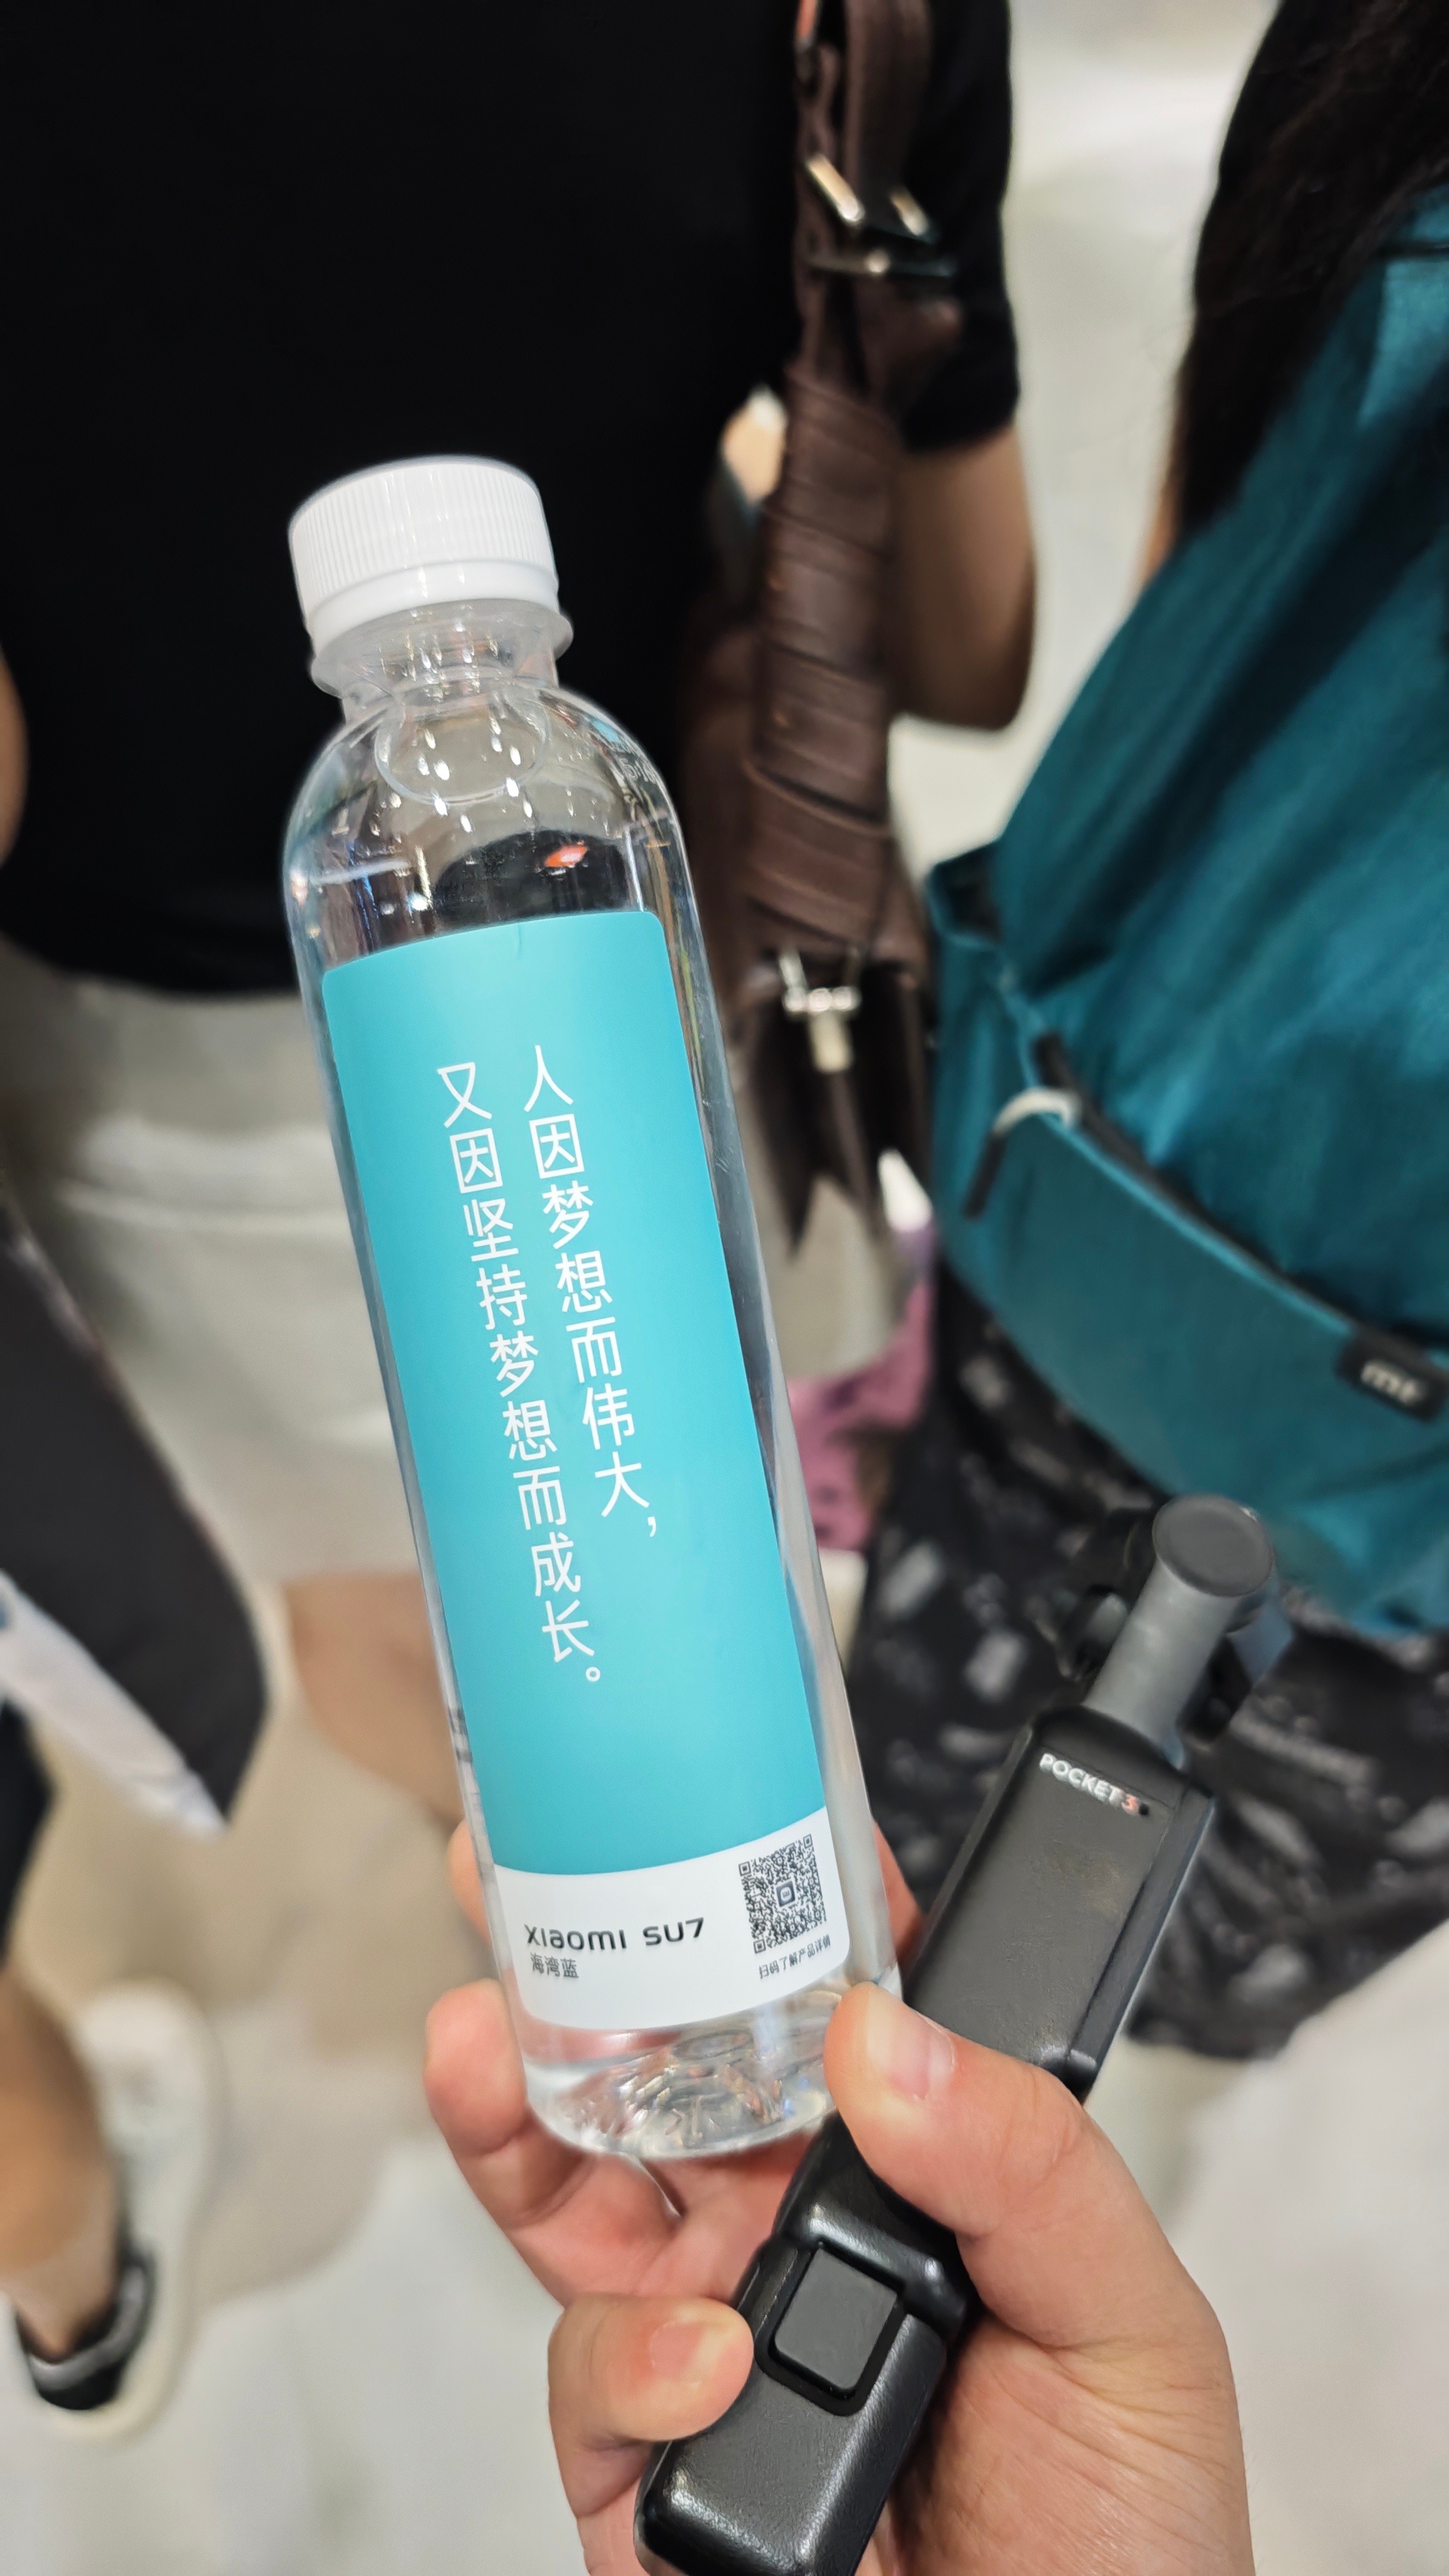 人因梦想而伟大，
又因坚持梦想而成长。
xiaomi SU7
海湾蓝
扫码了解产品详情
POCKET 3